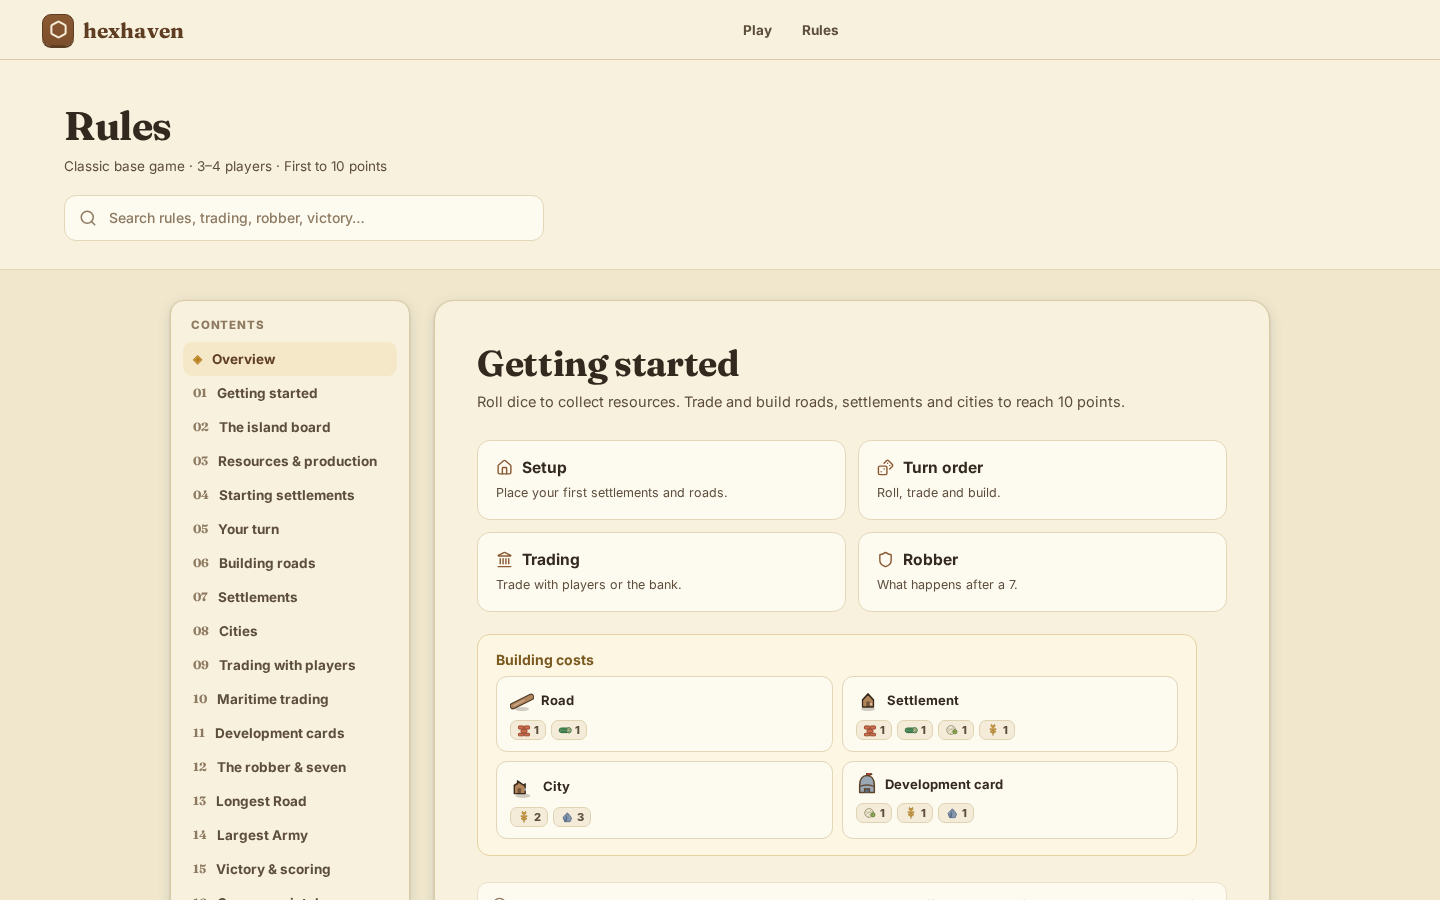 hexhaven
Play
Rules
Rules
Classic base game · 3–4 players · First to 10 points
Search rules, trading, robber, victory...
CONTENTS
Overview
01 Getting started
02 The island board
03 Resources & production
04 Starting settlements
05 Your turn
06 Building roads
07 Settlements
08 Cities
09 Trading with players
10 Maritime trading
11 Development cards
12 The robber & seven
13 Longest Road
14 Largest Army
15 Victory & scoring
Getting started
Roll dice to collect resources. Trade and build roads, settlements and cities to reach 10 points.
Setup
Place your first settlements and roads.
Turn order
Roll, trade and build.
Trading
Trade with players or the bank.
Robber
What happens after a 7.
Building costs
Road
1 1
Settlement
1 1 1 1
City
2 3
Development card
1 1 1